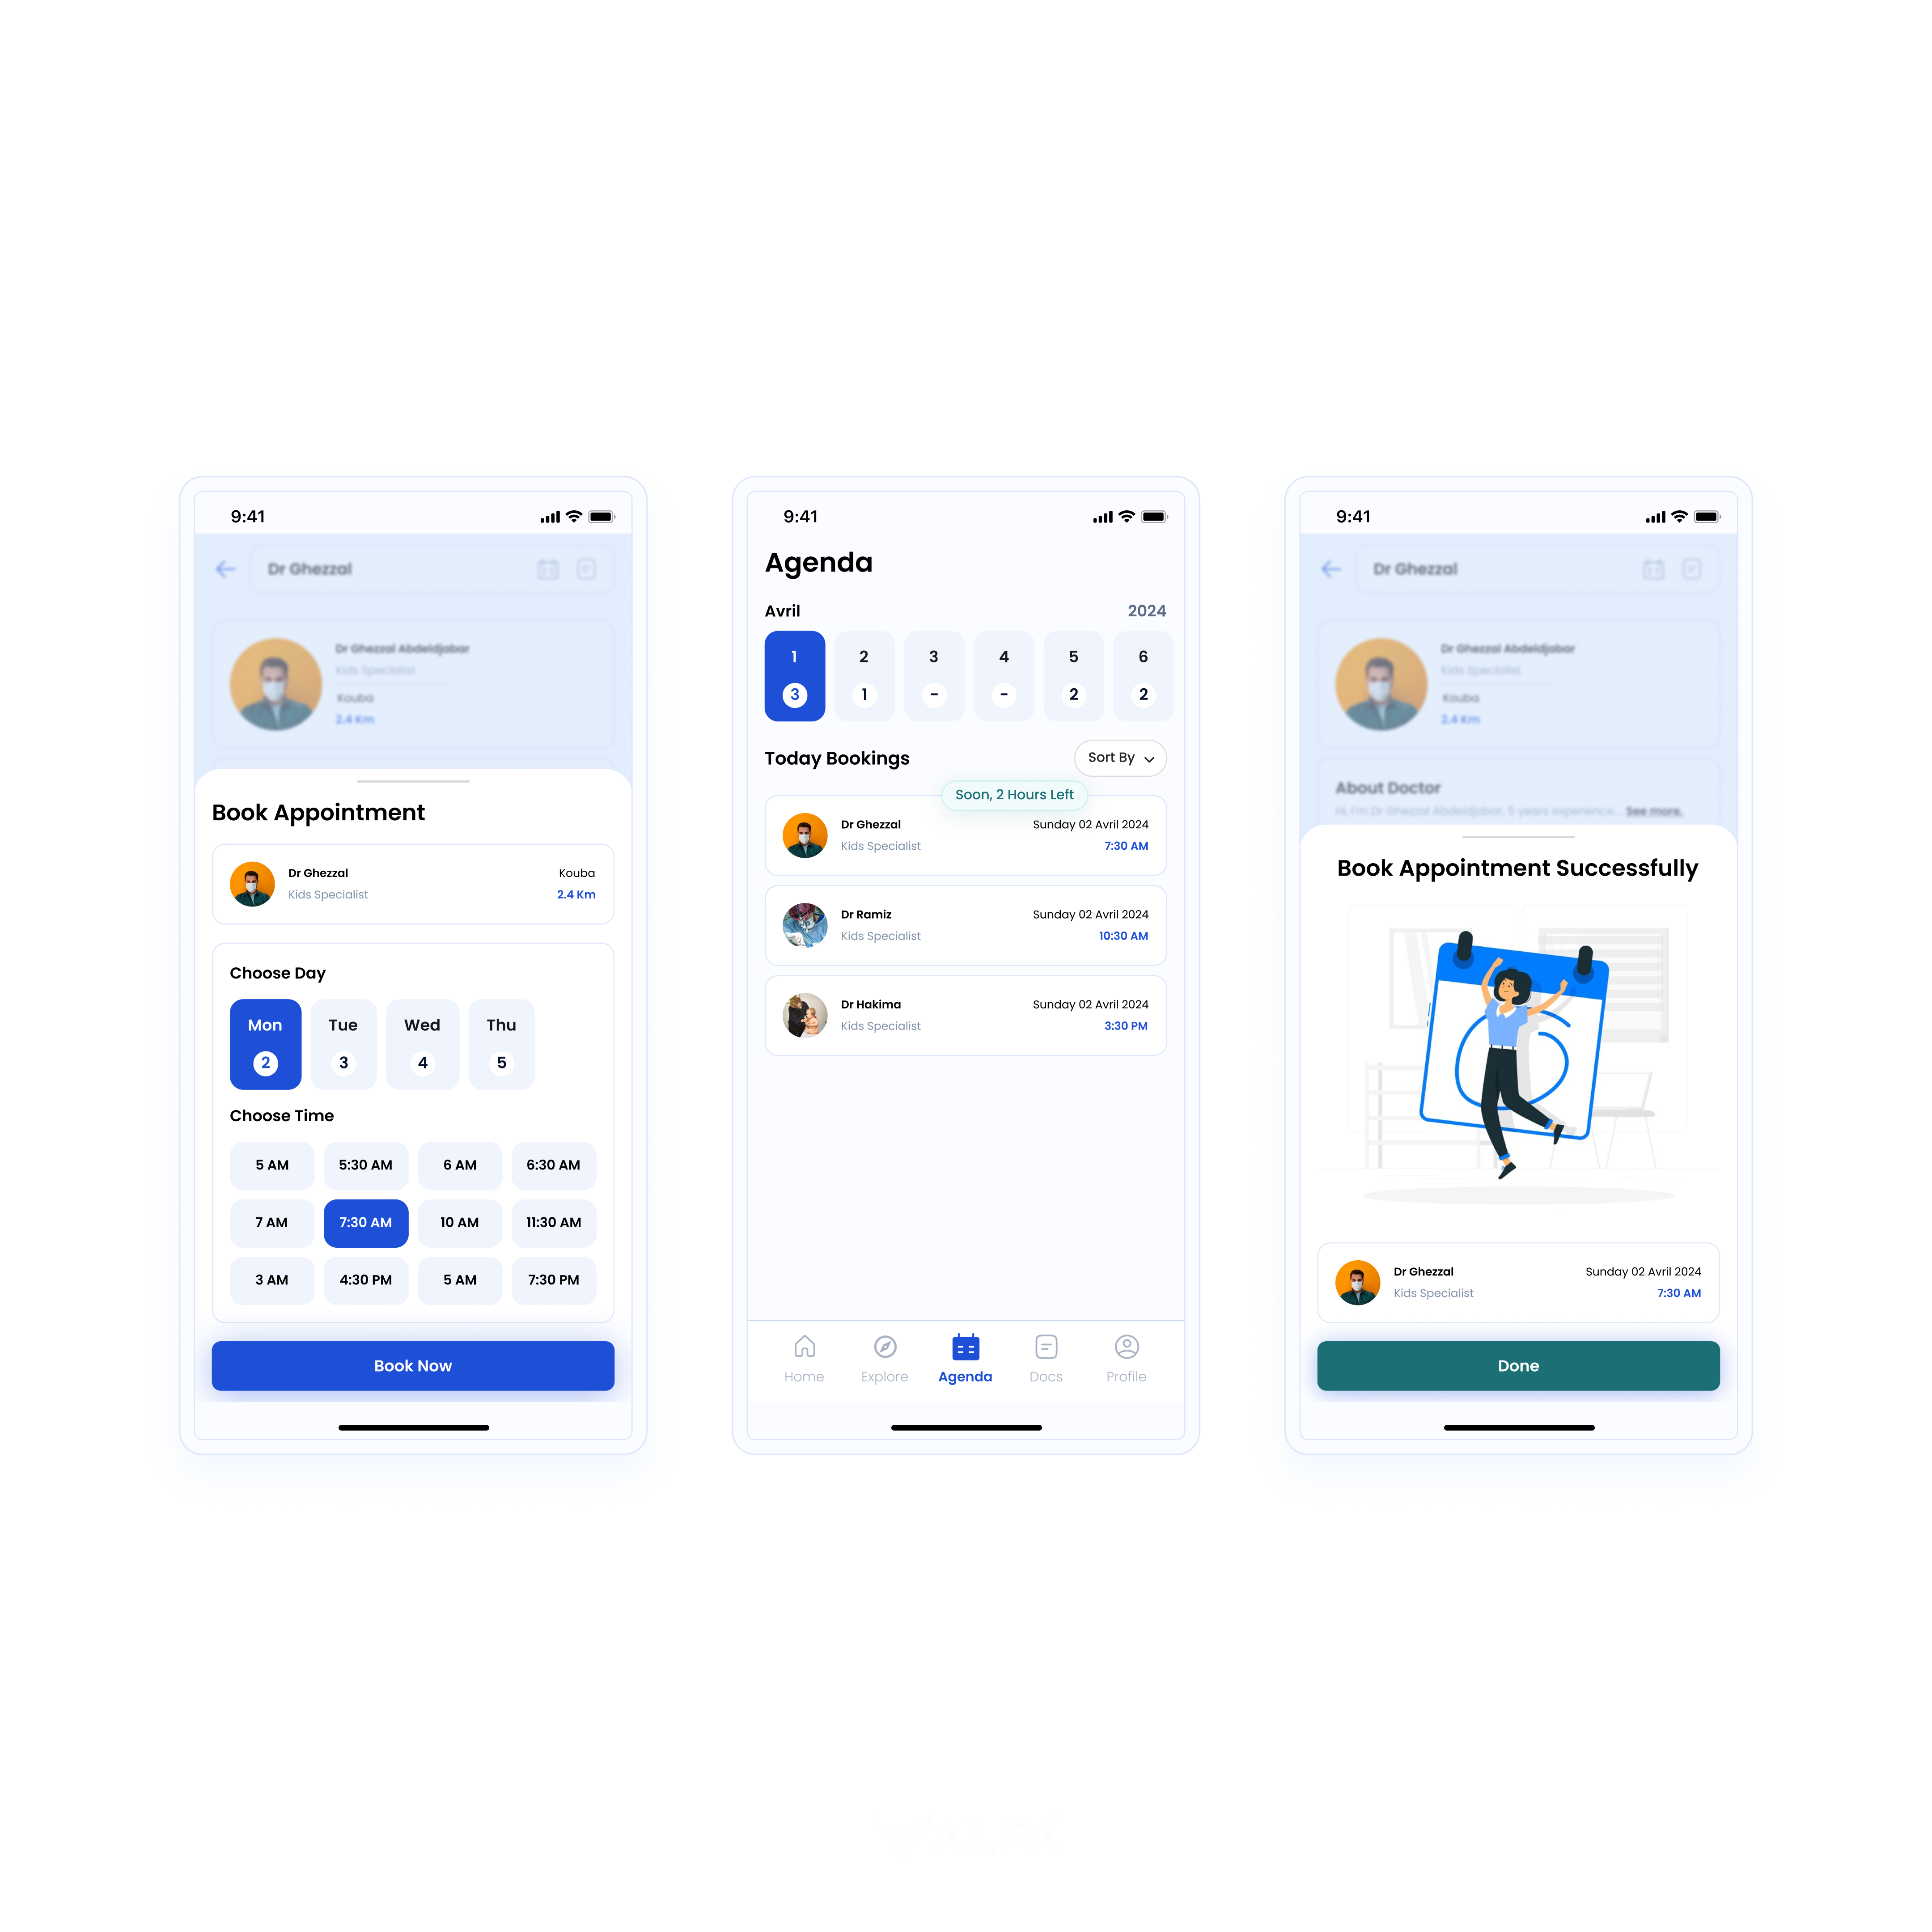 9:41
Dr Ghezzal
Dr Ghezzal Abdeldjabar
Kids Specialist
Kouba
2.4 Km
Book Appointment
Dr Ghezzal
Kouba
Kids Specialist
2.4 Km
Choose Day
Mon Tue Wed Thu
2 3 4 5
Choose Time
5 AM 5:30 AM 6 AM 6:30 AM
7 AM 7:30 AM 10 AM 11:30 AM
3 AM 4:30 PM 5 AM 7:30 PM
Book Now
9:41
Agenda
Avril 2024
1 2 3 4 5 6
3 1 - - 2 2
Today Bookings Sort By
Soon, 2 Hours Left
Dr Ghezzal Sunday 02 Avril 2024
Kids Specialist 7:30 AM
Dr Ramiz Sunday 02 Avril 2024
Kids Specialist 10:30 AM
Dr Hakima Sunday 02 Avril 2024
Kids Specialist 3:30 PM
Home Explore Agenda Docs Profile
9:41
Dr Ghezzal
Dr Ghezzal Abdeldjabar
Kids Specialist
Kouba
2.4 Km
About Doctor
Hi, I'm Dr Ghezzal Abdeldjabar, 5 years experience... See more.
Book Appointment Successfully
Dr Ghezzal Sunday 02 Avril 2024
Kids Specialist 7:30 AM
Done